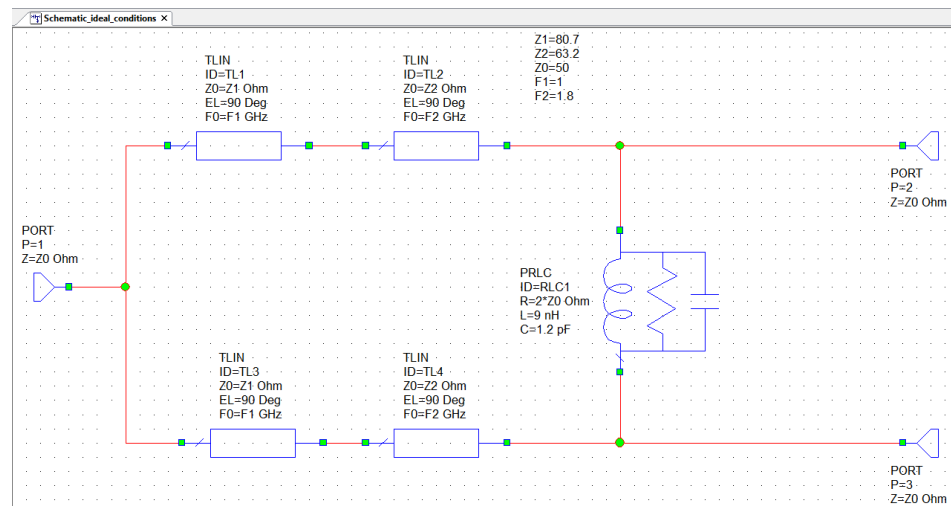 Schematic_ideal_conditions
Z1=80.7
Z2=63.2
Z0=50
F1=1
F2=1.8
TLIN
ID=TL1
Z0=Z1 Ohm
EL=90 Deg
F0=F1 GHz
TLIN
ID=TL2
Z0=Z2 Ohm
EL=90 Deg
F0=F2 GHz
PORT
P=2
Z=Z0 Ohm
PORT
P=1
Z=Z0 Ohm
PRLC
ID=RLC1
R=2*Z0 Ohm
L=9 nH
C=1.2 pF
TLIN
ID=TL3
Z0=Z1 Ohm
EL=90 Deg
F0=F1 GHz
TLIN
ID=TL4
Z0=Z2 Ohm
EL=90 Deg
F0=F2 GHz
PORT
P=3
Z=Z0 Ohm